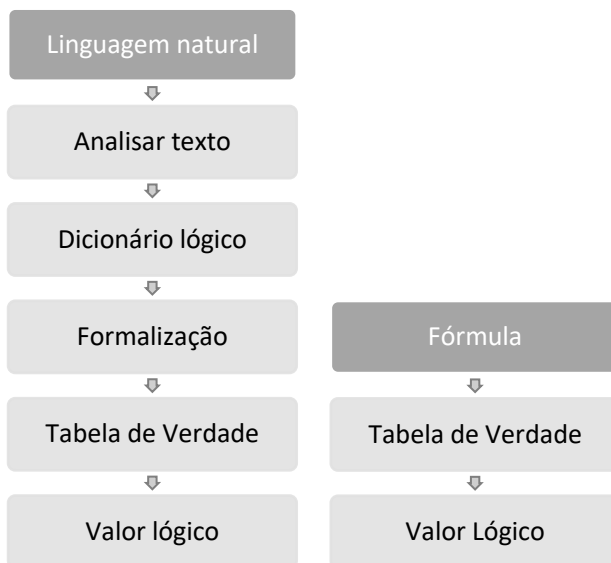 Linguagem natural
Analisar texto
Dicionário lógico
Formalização
Tabela de Verdade
Valor lógico
Fórmula
Tabela de Verdade
Valor Lógico